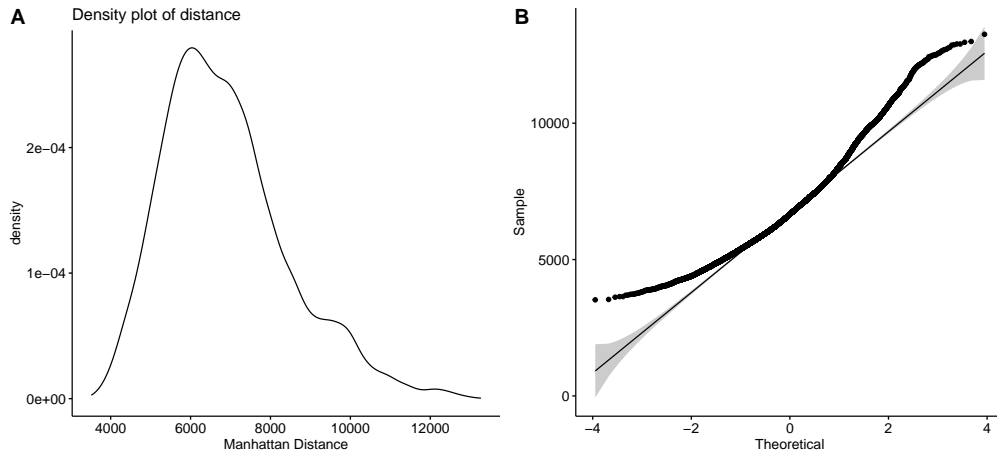 A
Density plot of distance
density
2e−04
1e−04
0e+00
4000 6000 8000 10000 12000
Manhattan Distance
B
Sample
10000
5000
0
−4 −2 0 2 4
Theoretical